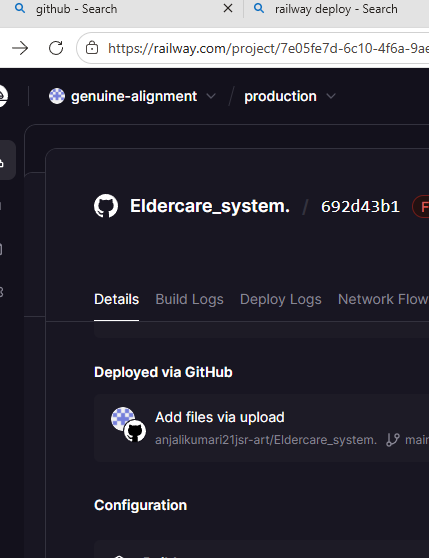 github - Search
railway deploy - Search
https://railway.com/project/7e05fe7d-6c10-4f6a-9ae
genuine-alignment / production
Eldercare_system. / 692d43b1 F
Details Build Logs Deploy Logs Network Flow
Deployed via GitHub
Add files via upload
anjalikumari21jsr-art/Eldercare_system. main
Configuration